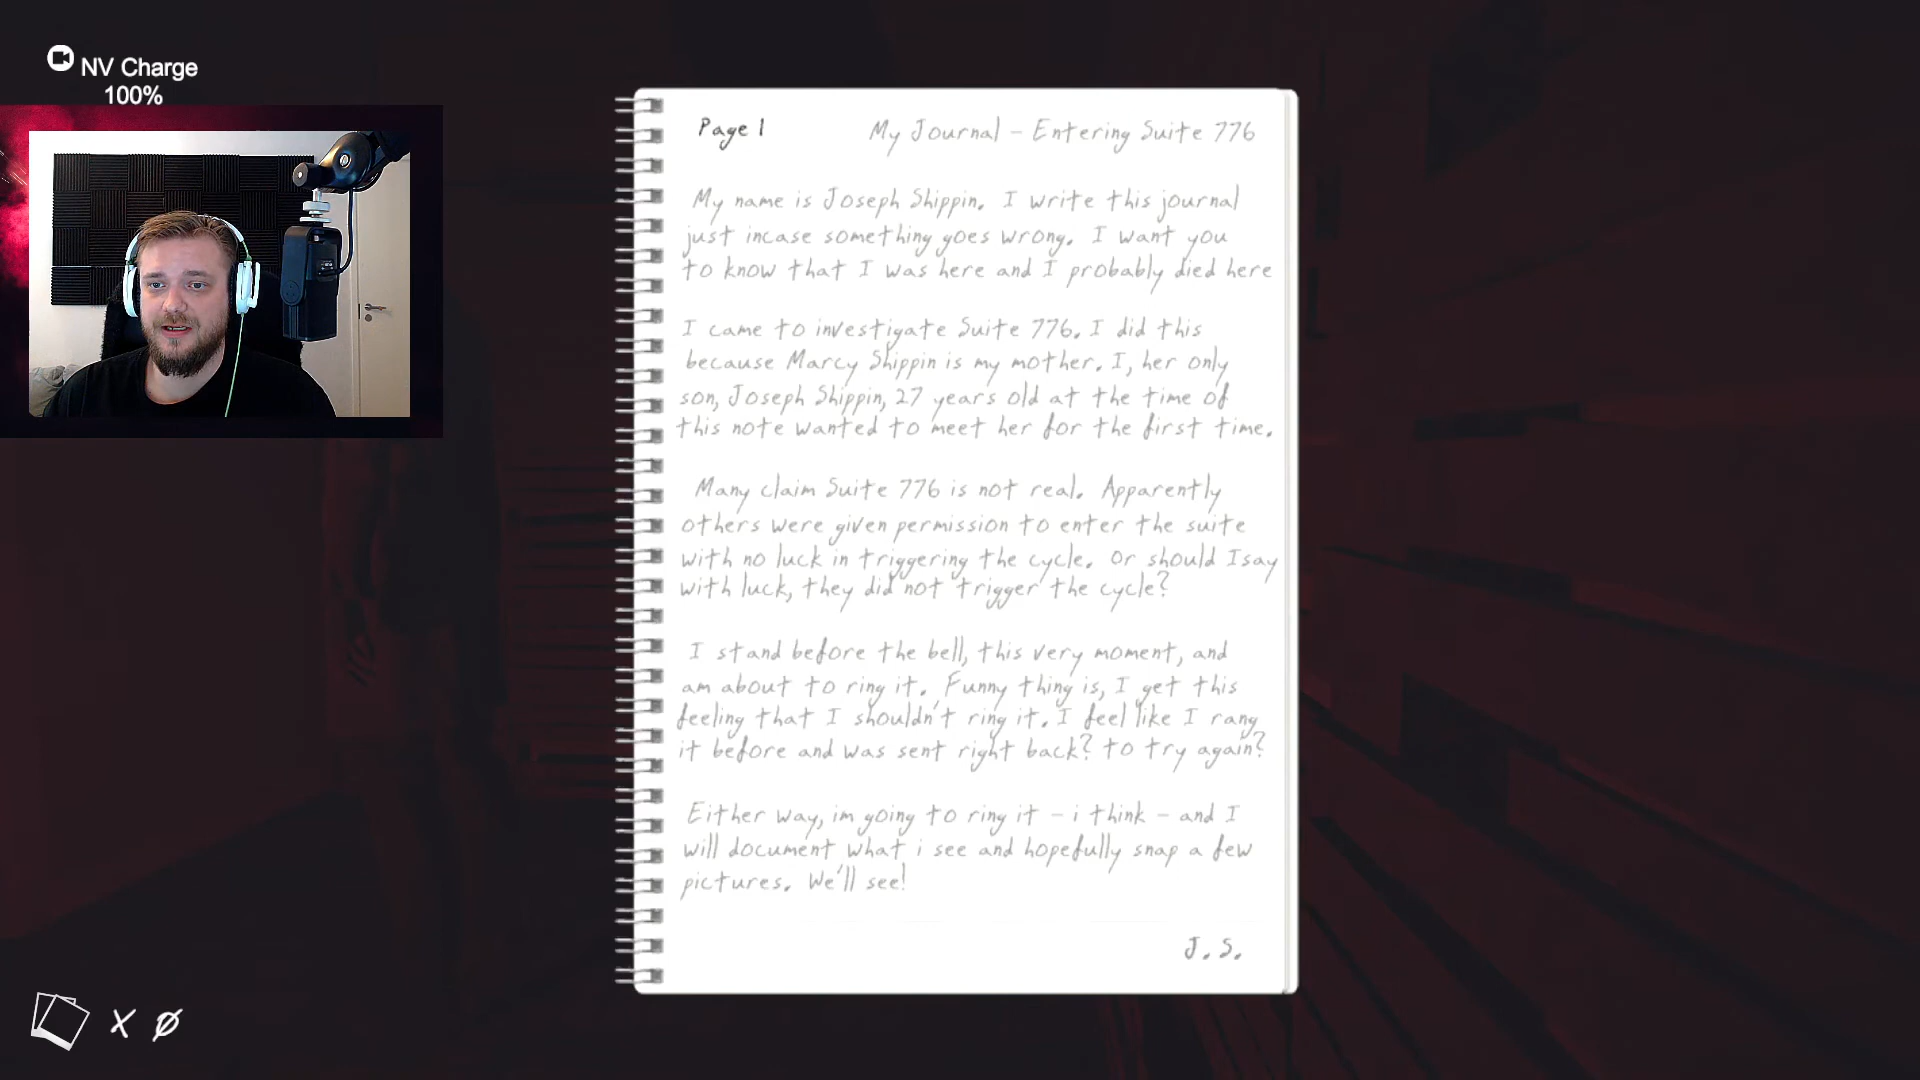 NV Charge
100%
Page 1
My Journal - Entering Suite 776
My name is Joseph Shippin. I write this journal
just incase something goes wrong. I want you
to know that I was here and I probably died here
I came to investigate Suite 776. I did this
because Marcy Shippin is my mother. I, her only
son, Joseph Shippin, 27 years old at the time of
this note wanted to meet her for the first time.
Many claim Suite 776 is not real. Apparently
others were given permission to enter the suite
with no luck in triggering the cycle. Or should I say
with luck, they did not trigger the cycle?
I stand before the bell, this very moment, and
am about to ring it. Funny thing is, I get this
feeling that I shouldn't ring it. I feel like I rang
it before and was sent right back? to try again?
Either way, im going to ring it - i think - and I
will document what i see and hopefully snap a few
pictures. We'll see!
J. S.
X 0